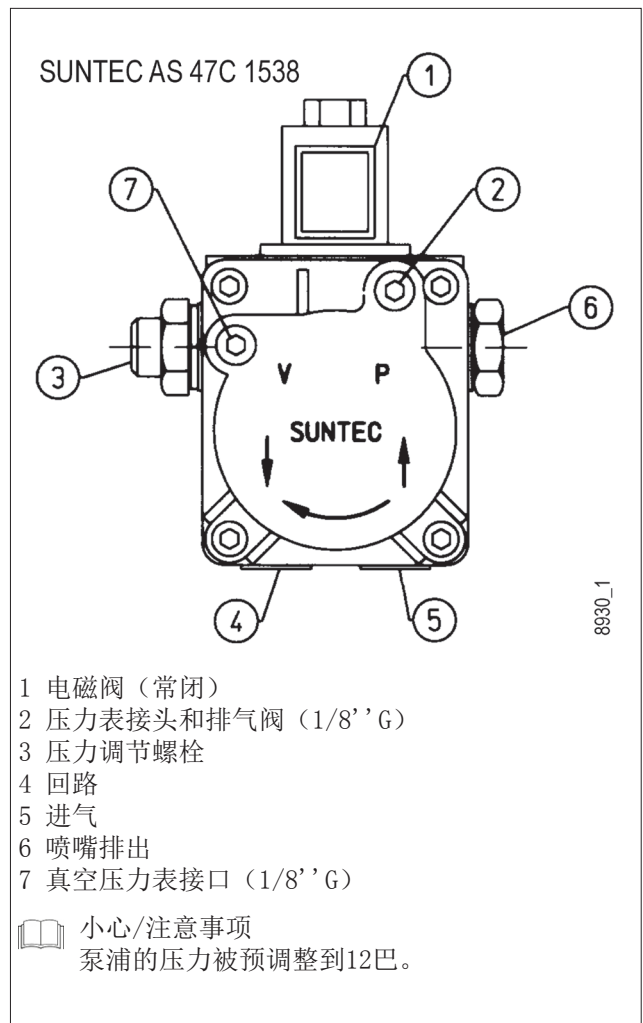 SUNTEC AS 47C 1538
1
7
2
6
3
V P
SUNTEC
4
5
8930_1
1 电磁阀（常闭）
2 压力表接头和排气阀（1/8''G）
3 压力调节螺栓
4 回路
5 进气
6 喷嘴排出
7 真空压力表接口（1/8''G）
小心/注意事项
泵浦的压力被预调整到12巴。